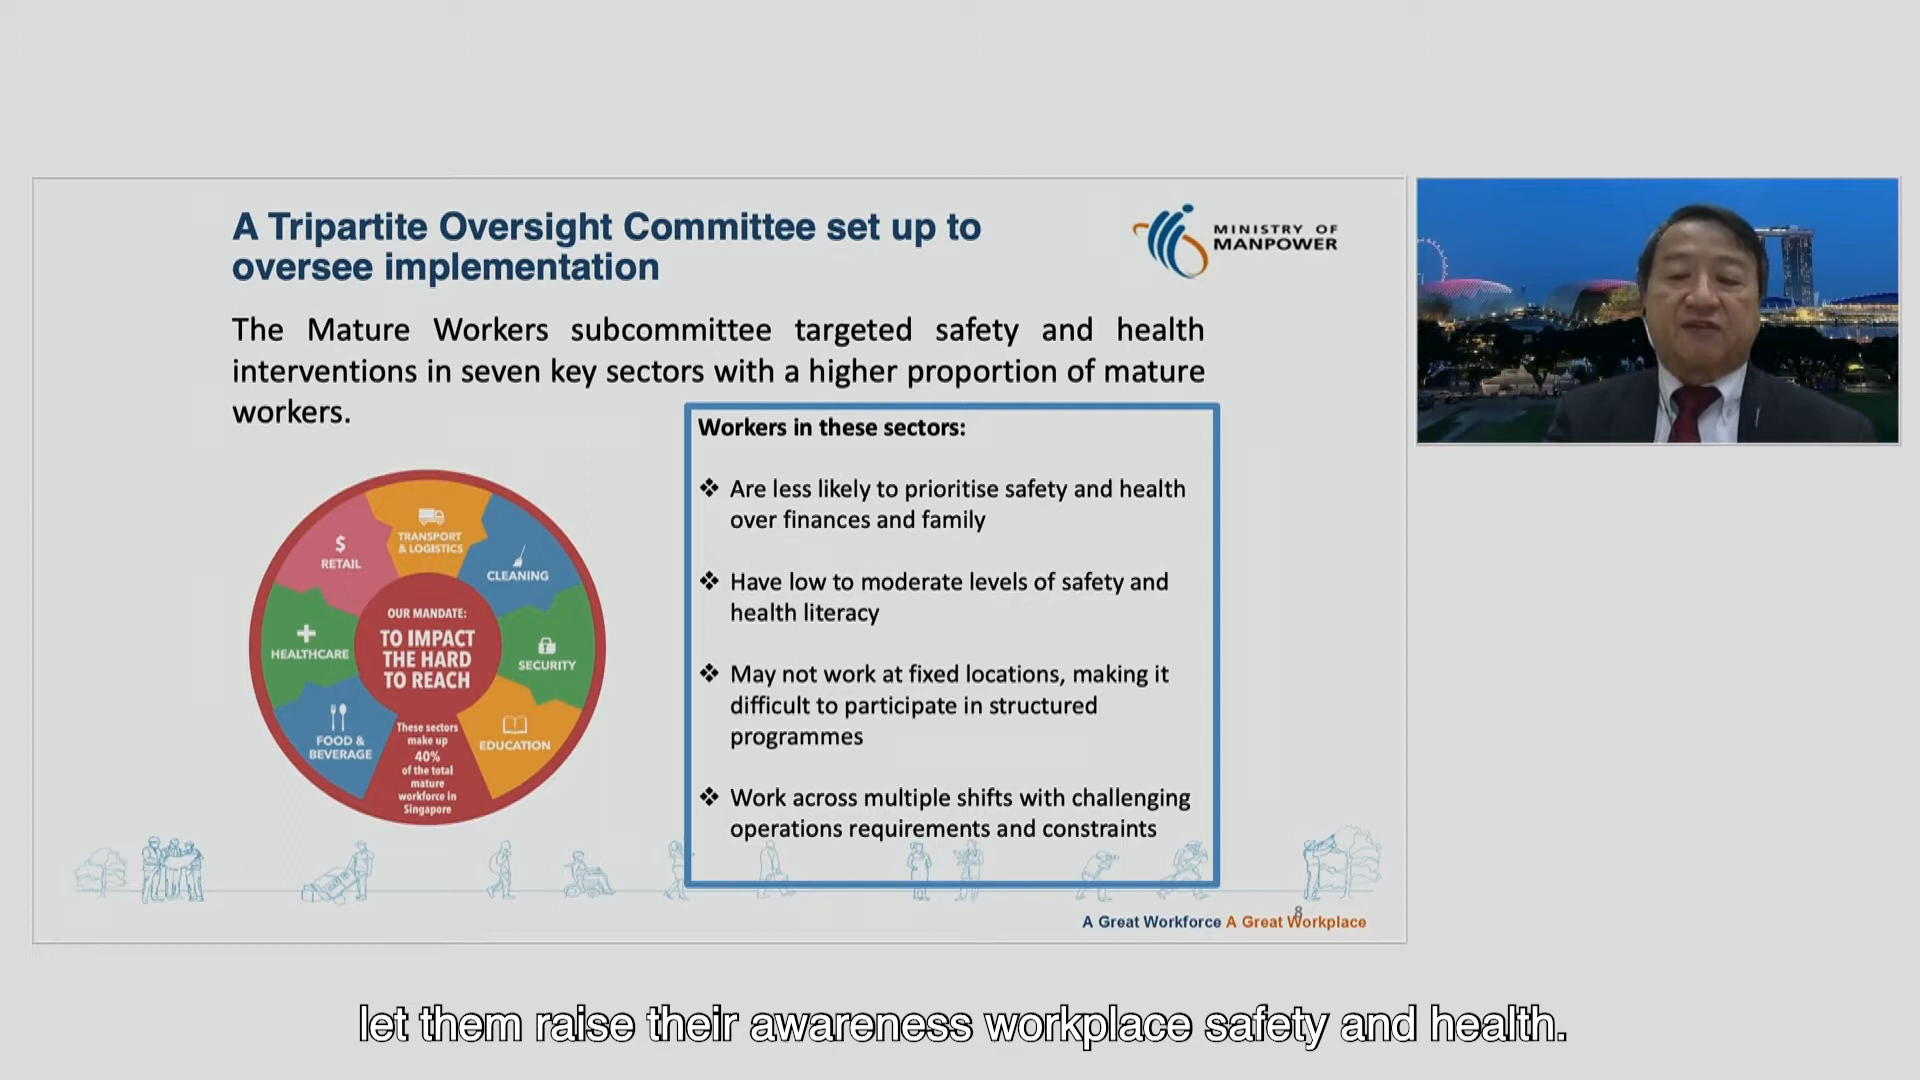 A Tripartite Oversight Committee set up to
oversee implementation
MINISTRY OF
MANPOWER
The Mature Workers subcommittee targeted safety and health
interventions in seven key sectors with a higher proportion of mature
workers.
TRANSPORT
& LOGISTICS
$
RETAIL
CLEANING
HEALTHCARE
OUR MANDATE:
TO IMPACT
THE HARD
TO REACH
SECURITY
FOOD &
BEVERAGE
These sectors
make up
40%
of the total
mature
workforce in
Singapore
EDUCATION
Workers in these sectors:
❖ Are less likely to prioritise safety and health
over finances and family
❖ Have low to moderate levels of safety and
health literacy
❖ May not work at fixed locations, making it
difficult to participate in structured
programmes
❖ Work across multiple shifts with challenging
operations requirements and constraints
8
A Great Workforce A Great Workplace
let them raise their awareness workplace safety and health.